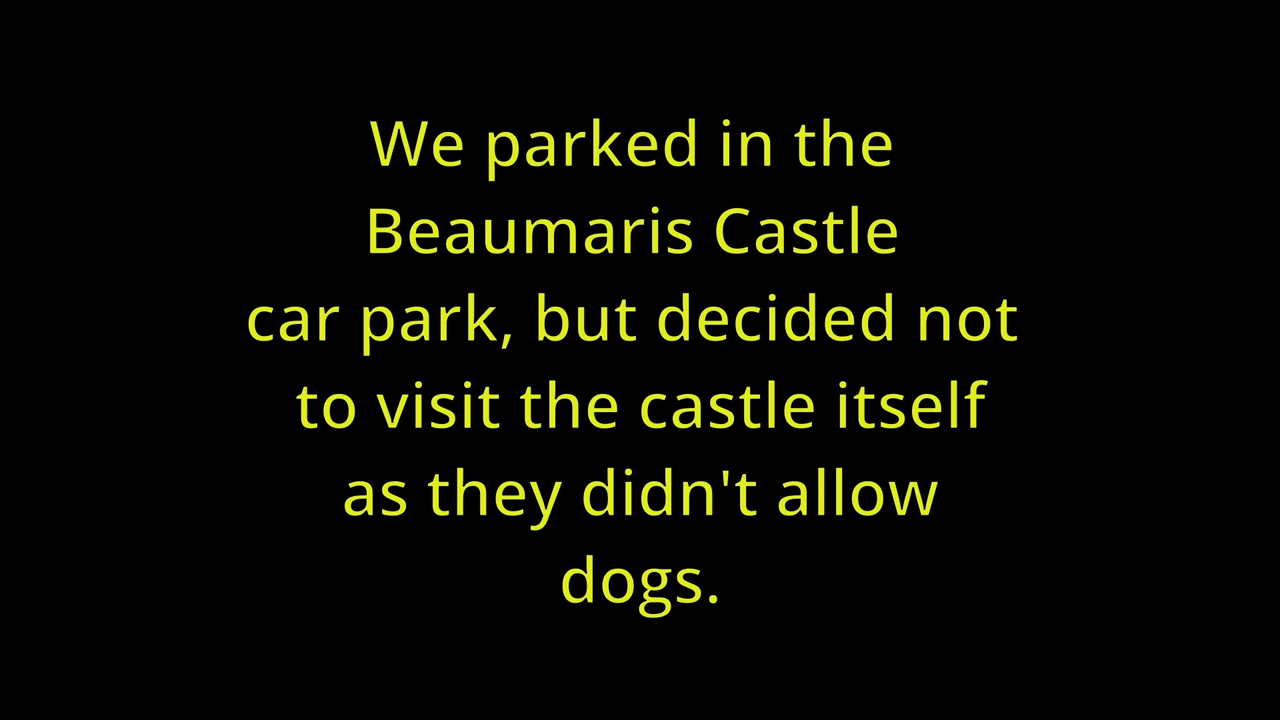 We parked in the
Beaumaris Castle
car park, but decided not
to visit the castle itself
as they didn't allow
dogs.